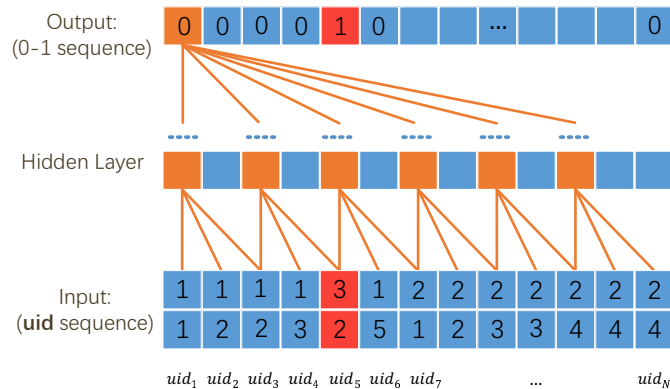 Output:
(0-1 sequence)
0 0 0 0 1 0 ... 0
Hidden Layer
Input:
(uid sequence)
1 1 1 1 3 1 2 2 2 2 2 2 2
1 2 2 3 2 5 1 2 3 3 4 4 4
uid₁ uid₂ uid₃ uid₄ uid₅ uid₆ uid₇ ... uid_N